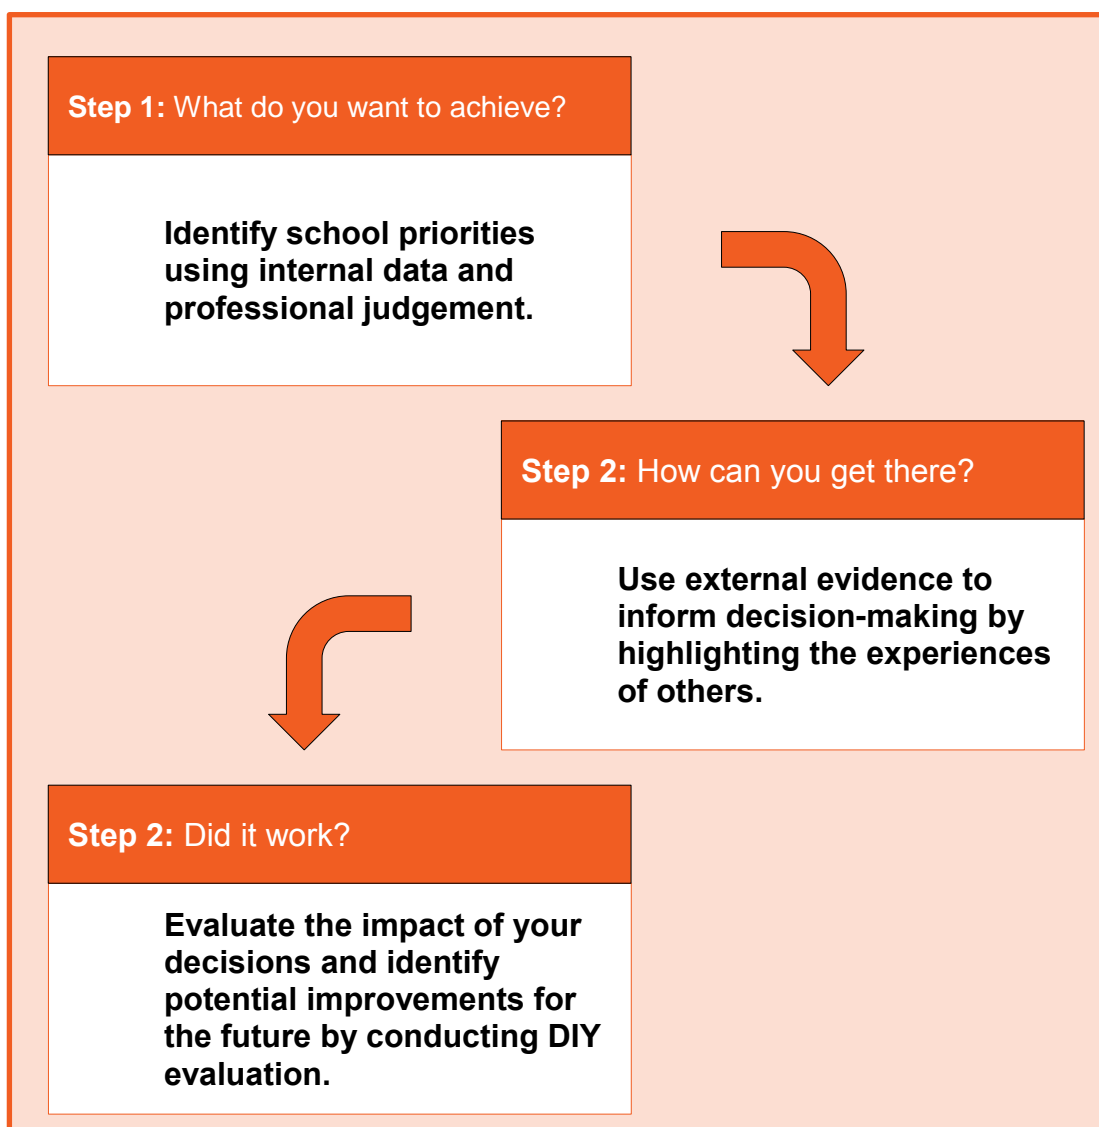 Step 1: What do you want to achieve?
Identify school priorities
using internal data and
professional judgement.
Step 2: How can you get there?
Use external evidence to
inform decision-making by
highlighting the experiences
of others.
Step 2: Did it work?
Evaluate the impact of your
decisions and identify
potential improvements for
the future by conducting DIY
evaluation.